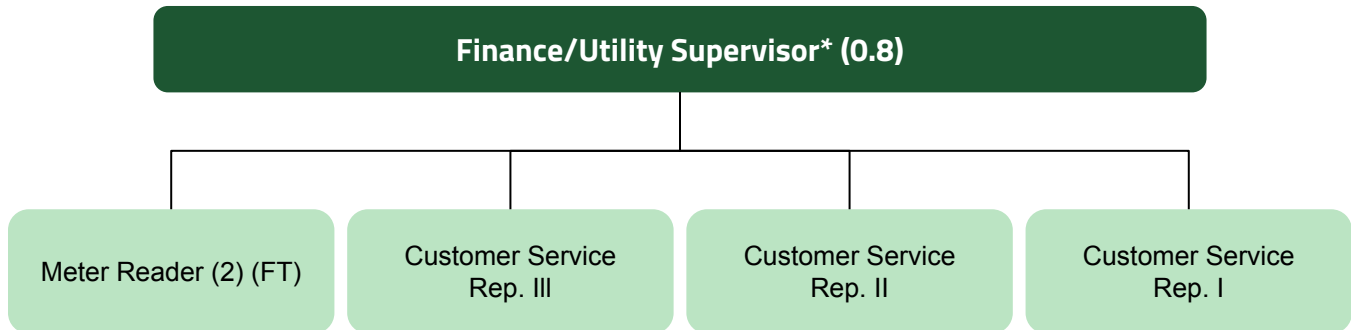 Finance/Utility Supervisor* (0.8)
Meter Reader (2) (FT)
Customer Service
Rep. III
Customer Service
Rep. II
Customer Service
Rep. I